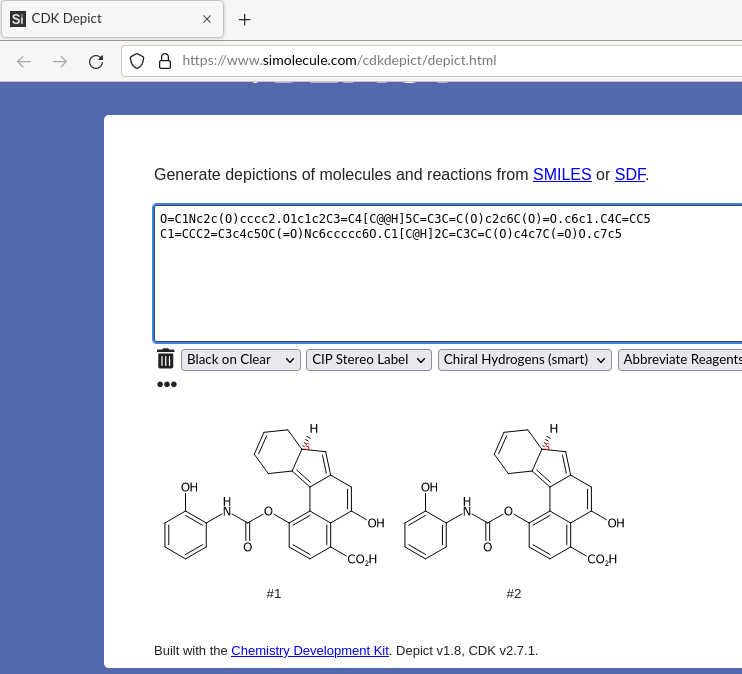 Si CDK Depict × +
https://www.simolecule.com/cdkdepict/depict.html
Generate depictions of molecules and reactions from SMILES or SDF.
O=C1Nc2c(O)cccc2.O1c1c2C3=C4[C@@H]5C=C3C=C(O)c2c6C(O)=O.c6c1.C4C=CC5
C1=CCC2=C3c4c5OC(=O)Nc6ccccc6O.C1[C@H]2C=C3C=C(O)c4c7C(=O)O.c7c5
Black on Clear CIP Stereo Label Chiral Hydrogens (smart) Abbreviate Reagents
H H
OH H O OH H O
N N
O OH O OH
CO2H CO2H
S S
#1 #2
Built with the Chemistry Development Kit. Depict v1.8, CDK v2.7.1.